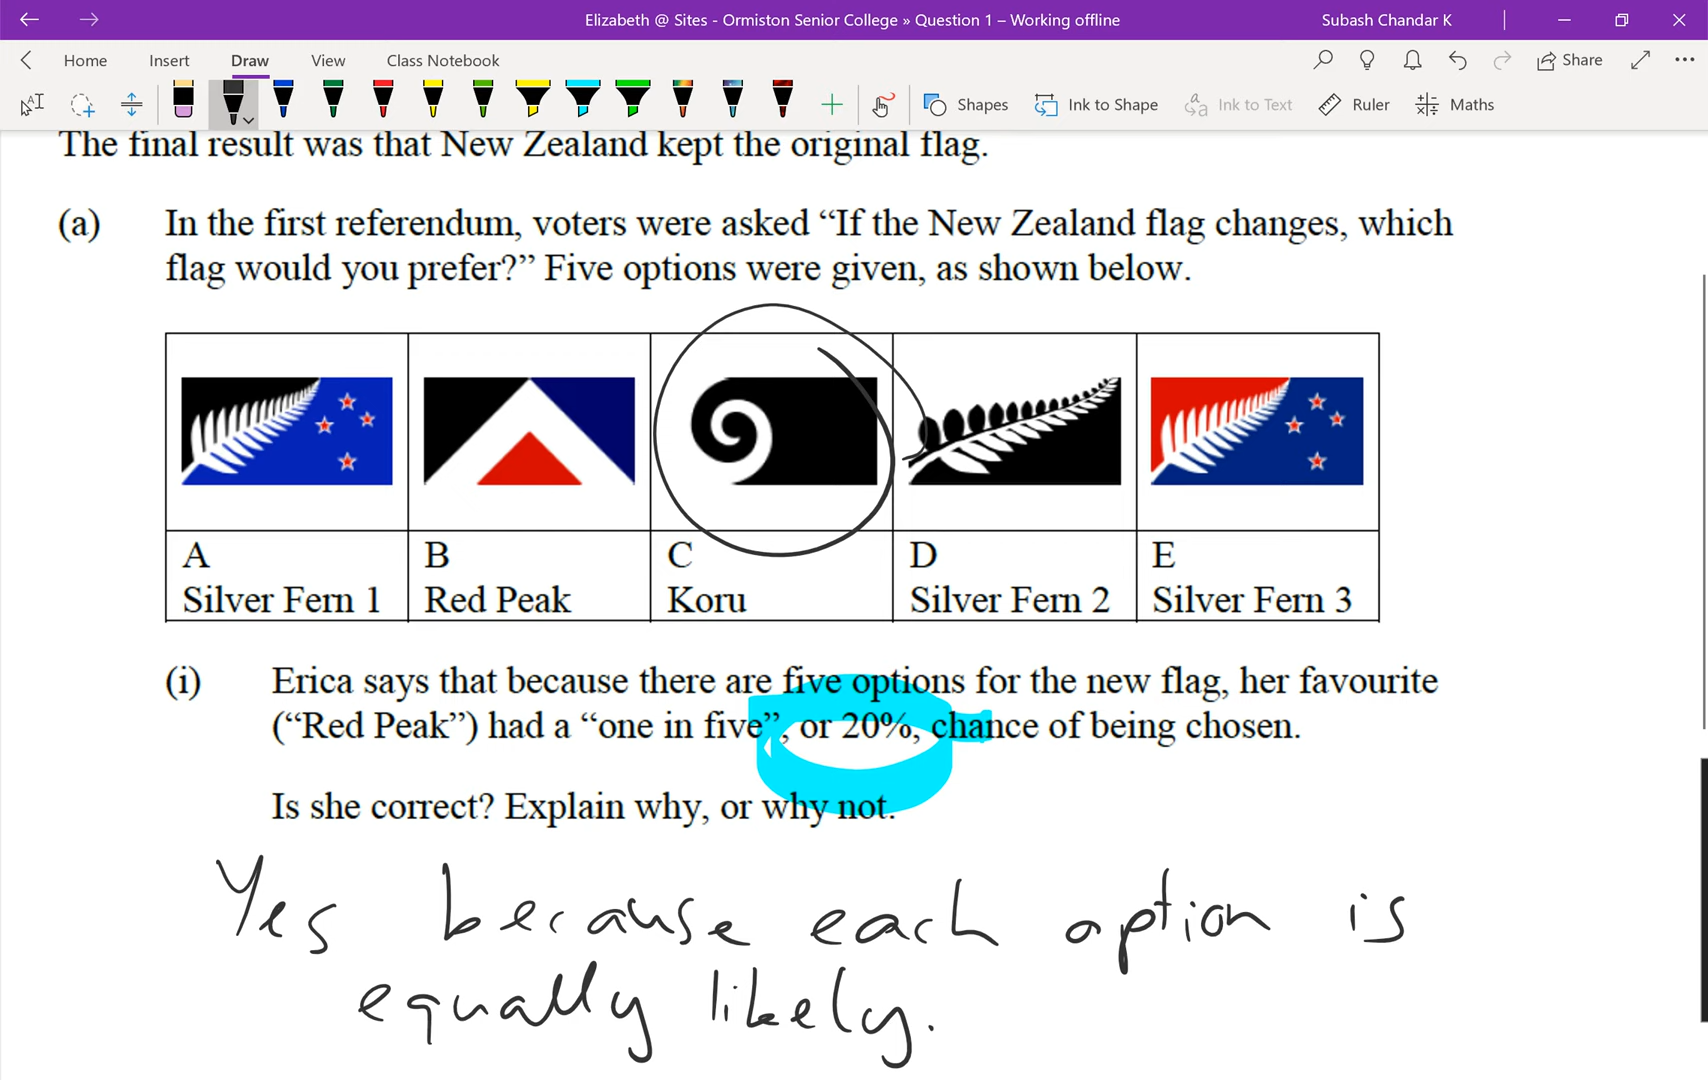 Elizabeth @ Sites - Ormiston Senior College » Question 1 – Working offline
Subash Chandar K
Home Insert Draw View Class Notebook
Share
Shapes Ink to Shape Ink to Text Ruler Maths
The final result was that New Zealand kept the original flag.
(a) In the first referendum, voters were asked “If the New Zealand flag changes, which
flag would you prefer?” Five options were given, as shown below.
A B C D E
Silver Fern 1 Red Peak Koru Silver Fern 2 Silver Fern 3
(i) Erica says that because there are five options for the new flag, her favourite
(“Red Peak”) had a “one in five”, or 20%, chance of being chosen.
Is she correct? Explain why, or why not.
Yes because each option is
equally likely.